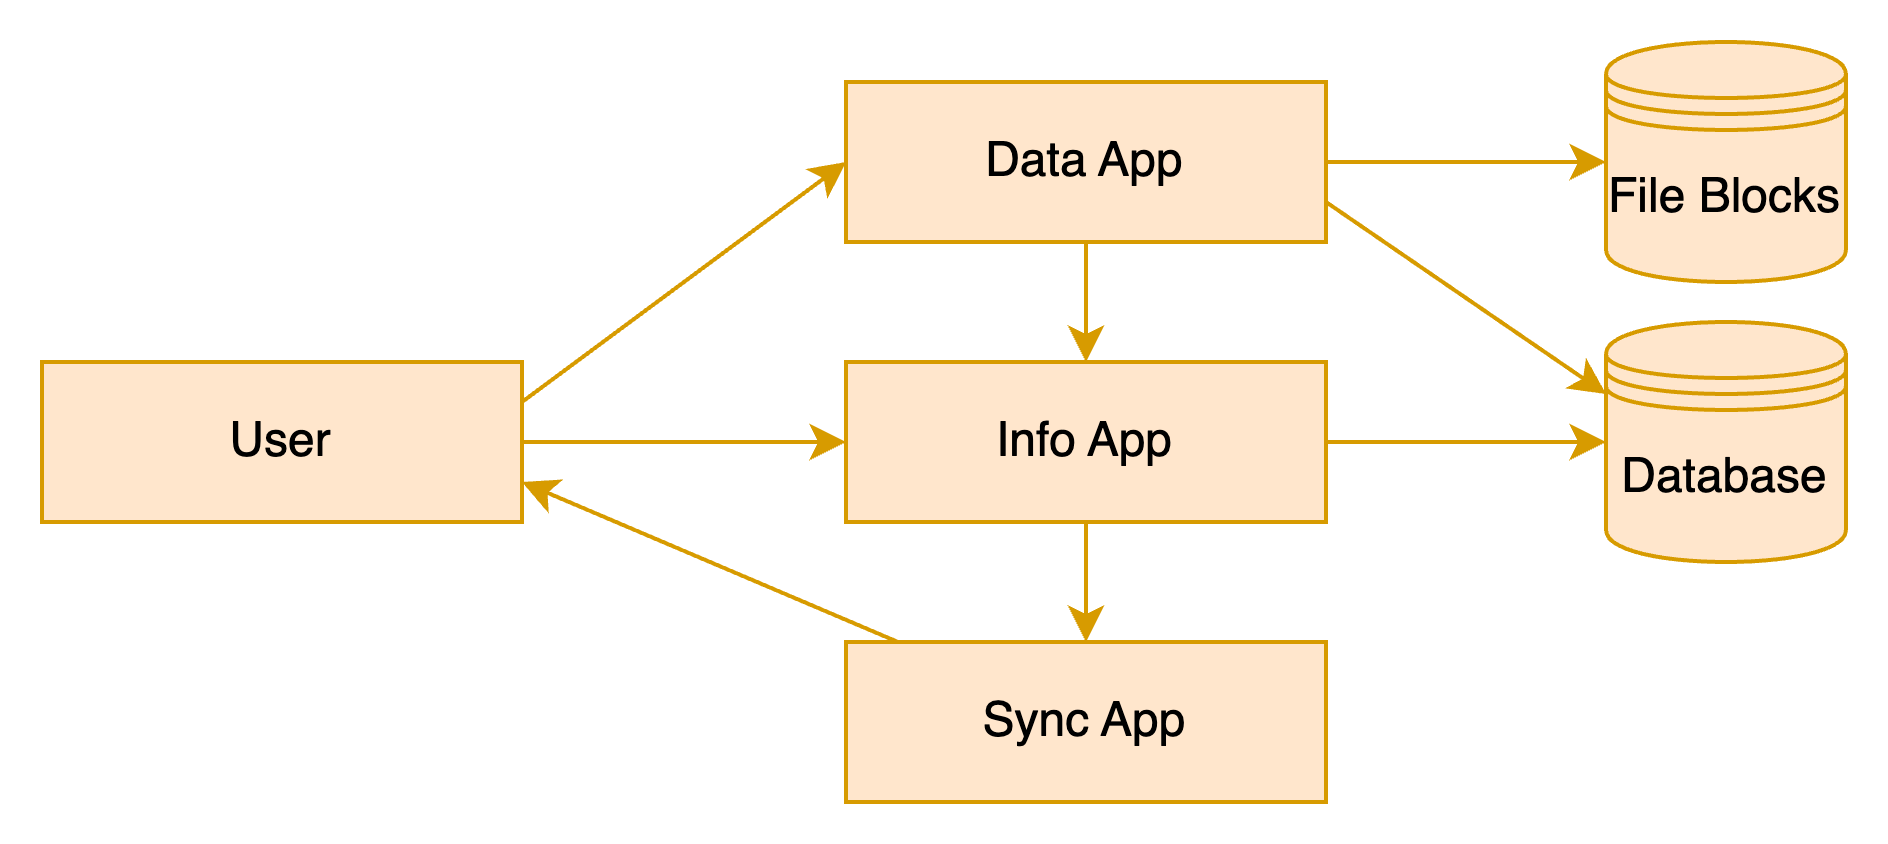 Data App
File Blocks
User
Info App
Database
Sync App